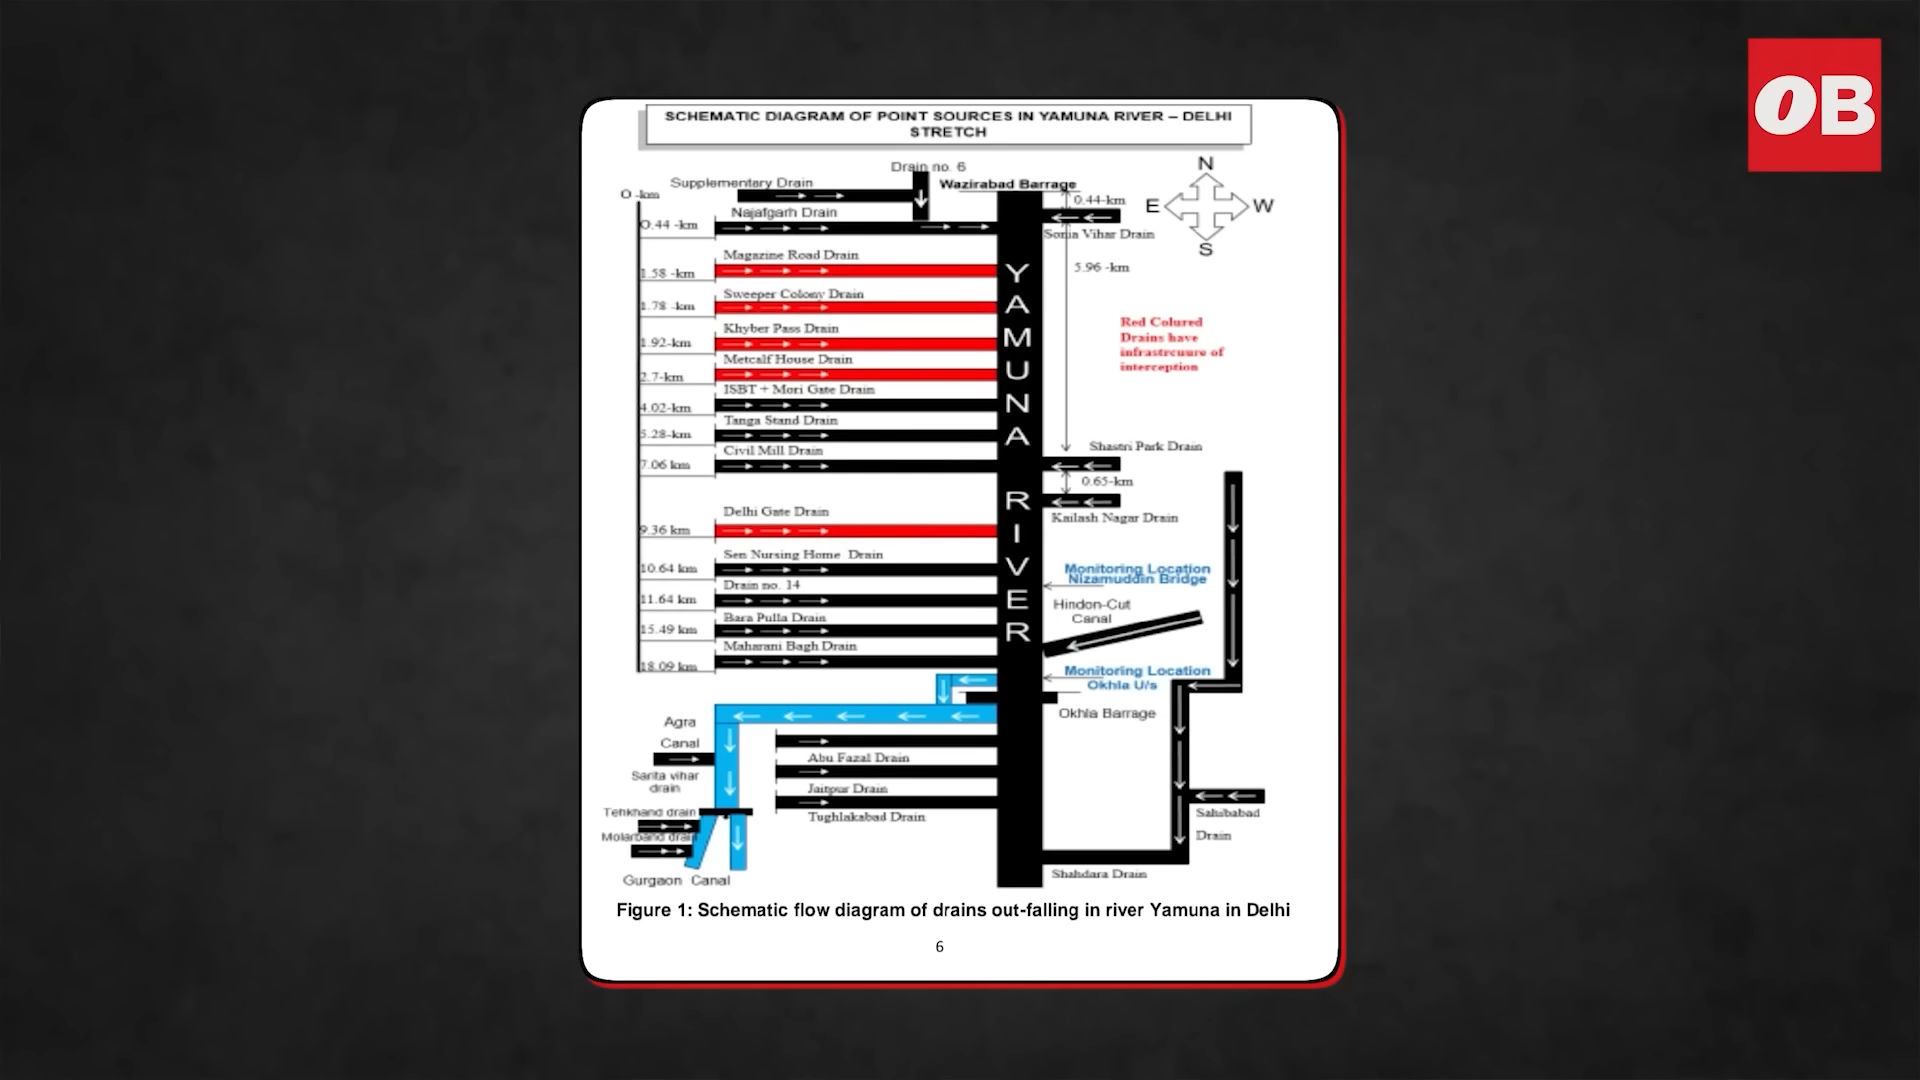 OB
SCHEMATIC DIAGRAM OF POINT SOURCES IN YAMUNA RIVER – DELHI
STRETCH
Drain no. 6
Supplementary Drain
Wazirabad Barrage
N
E
W
S
O -km
0.44-km
Najafgarh Drain
0.44 -km
Sonia Vihar Drain
Magazine Road Drain
1.58 -km
5.96 -km
Sweeper Colony Drain
1.78 -km
Khyber Pass Drain
1.92-km
Red Colured
Drains have
infrastrcuure of
interception
Metcalf House Drain
2.7-km
ISBT + Mori Gate Drain
4.02-km
Tanga Stand Drain
5.28-km
Civil Mill Drain
7.06 km
YAMUNA RIVER
Shastri Park Drain
0.65-km
Kailash Nagar Drain
Delhi Gate Drain
9.36 km
Sen Nursing Home Drain
10.64 km
Drain no. 14
11.64 km
Bara Pulla Drain
15.49 km
Maharani Bagh Drain
18.09 km
Monitoring Location
Nizamuddin Bridge
Hindon-Cut
Canal
Monitoring Location
Okhla U/s
Okhla Barrage
Agra
Canal
Sarita vihar
drain
Tehkhand drain
Molarband drain
Gurgaon Canal
Abu Fazal Drain
Jaitpur Drain
Tughlakabad Drain
Sahibabad
Drain
Shahdara Drain
Figure 1: Schematic flow diagram of drains out-falling in river Yamuna in Delhi
6